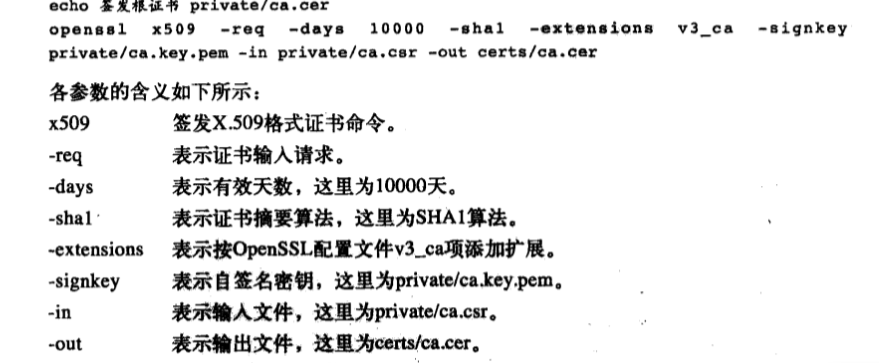 echo 签发根证书 private/ca.cer
openssl x509 -req -days 10000 -sha1 -extensions v3_ca -signkey
private/ca.key.pem -in private/ca.csr -out certs/ca.cer
各参数的含义如下所示：
x509 签发X.509格式证书命令。
-req 表示证书输入请求。
-days 表示有效天数，这里为10000天。
-sha1 表示证书摘要算法，这里为SHA1算法。
-extensions 表示按OpenSSL配置文件v3_ca项添加扩展。
-signkey 表示自签名密钥，这里为private/ca.key.pem。
-in 表示输入文件，这里为private/ca.csr。
-out 表示输出文件，这里为certs/ca.cer。